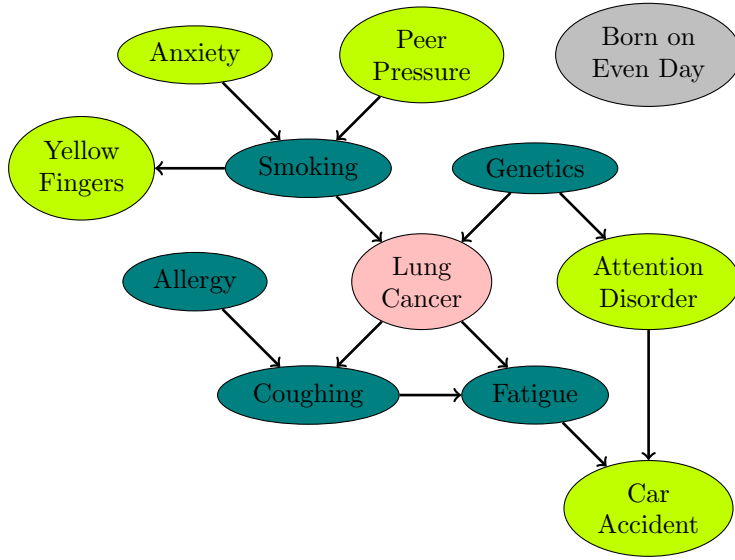 Anxiety
Peer
Pressure
Born on
Even Day
Yellow
Fingers
Smoking
Genetics
Allergy
Lung
Cancer
Attention
Disorder
Coughing
Fatigue
Car
Accident